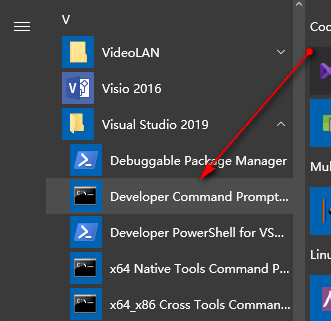 V
VideoLAN
Visio 2016
Visual Studio 2019
Debuggable Package Manager
Developer Command Prompt...
Developer PowerShell for VS...
x64 Native Tools Command P...
x64_x86 Cross Tools Comman...
Coo
Mul
Linu